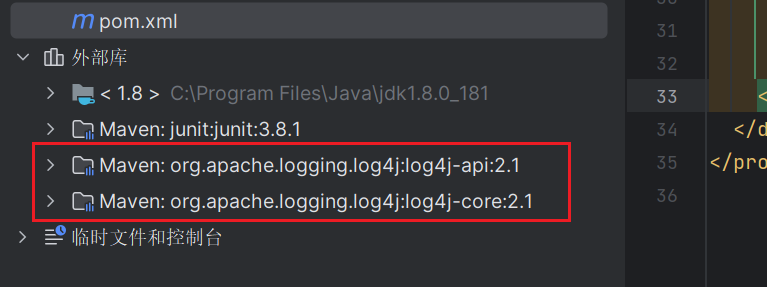 pom.xml
外部库
< 1.8 > C:\Program Files\Java\jdk1.8.0_181
Maven: junit:junit:3.8.1
Maven: org.apache.logging.log4j:log4j-api:2.1
Maven: org.apache.logging.log4j:log4j-core:2.1
临时文件和控制台
31
32
33 <
34 </d
35 </pro
36